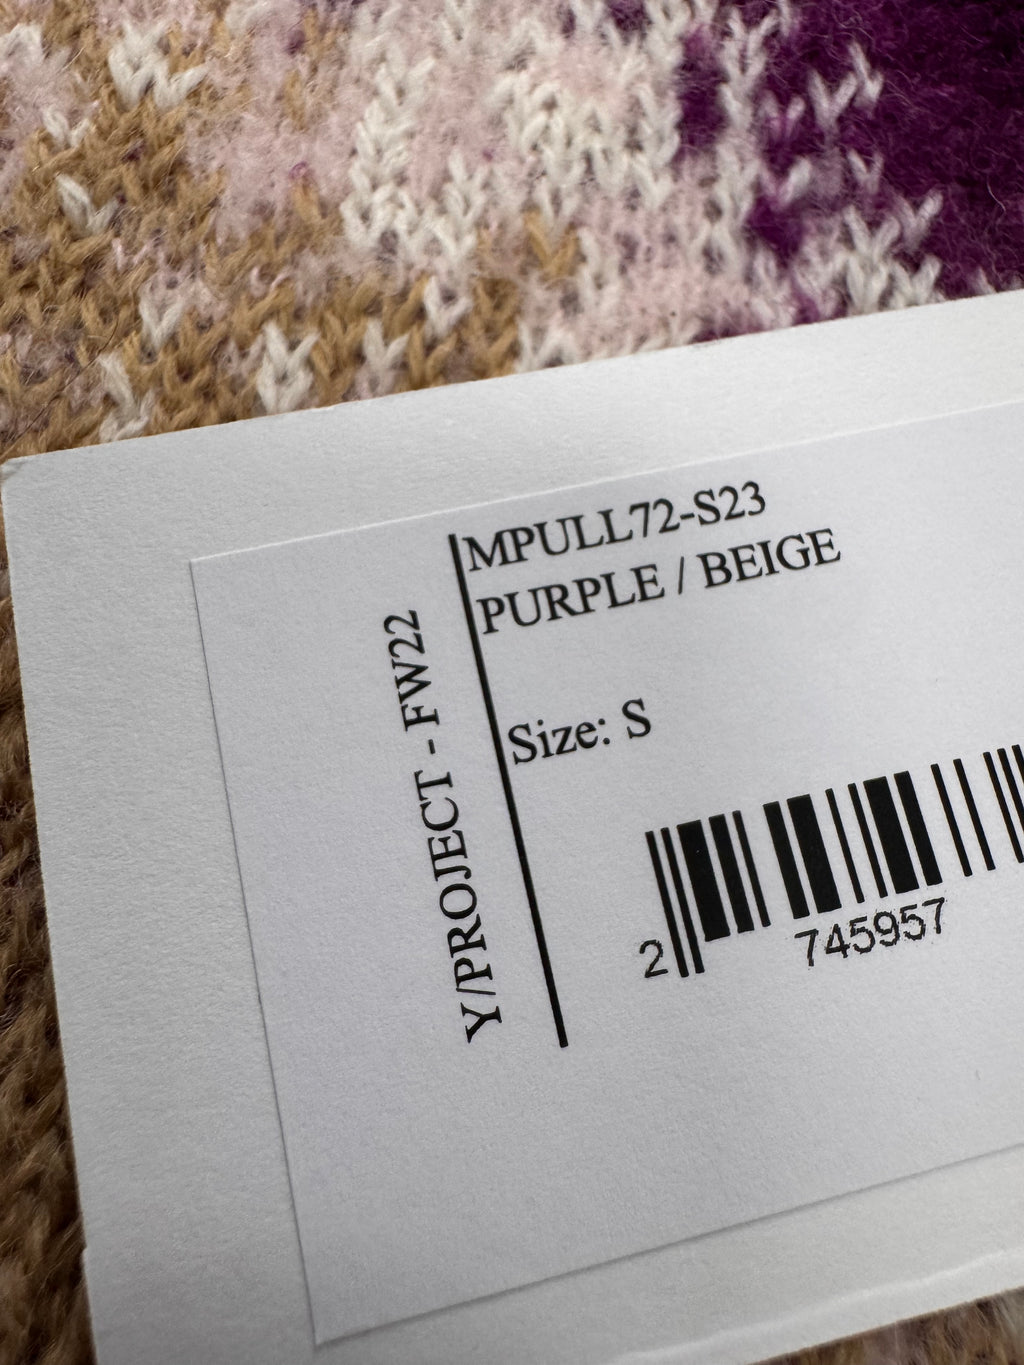 MPULL72-S23
PURPLE / BEIGE
Size: S
Y/PROJECT - FW22
2 745957